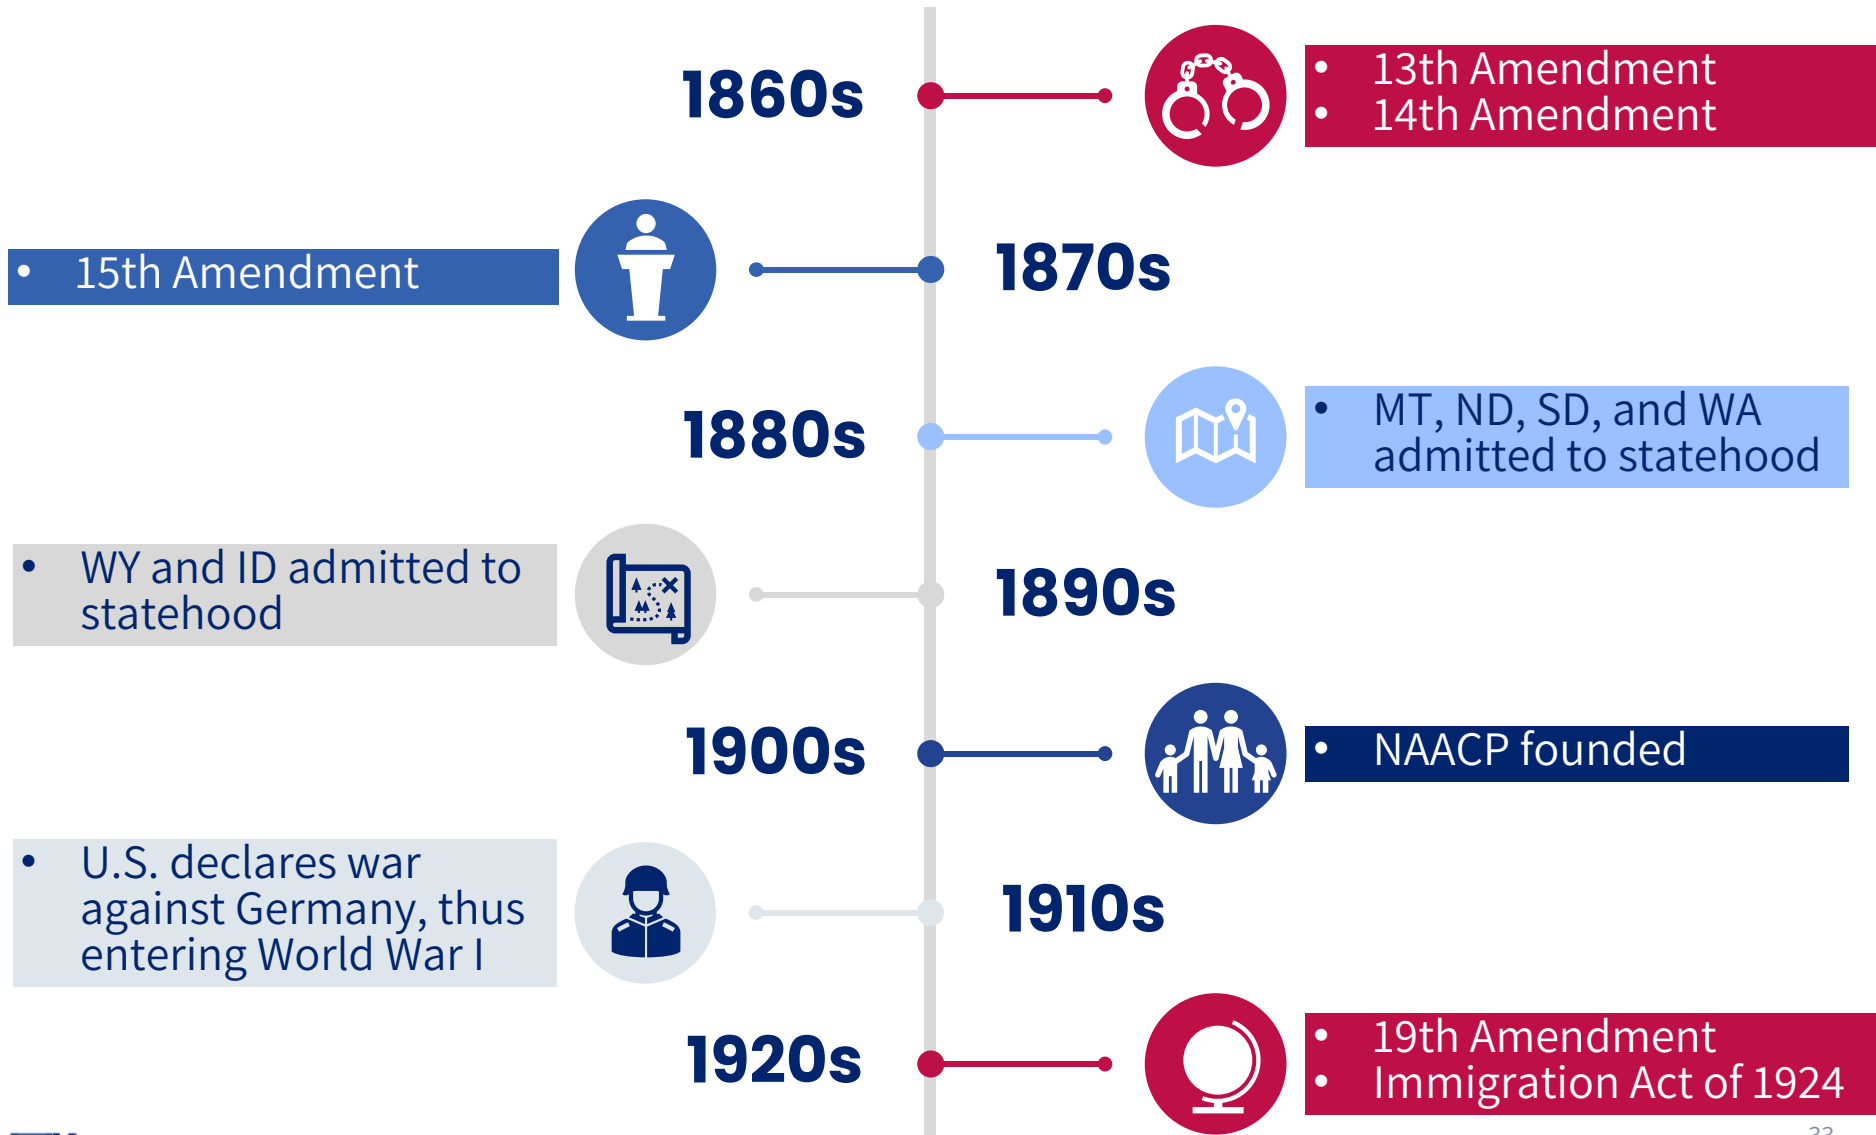 1860s
• 13th Amendment
• 14th Amendment
• 15th Amendment
1870s
1880s
• MT, ND, SD, and WA
admitted to statehood
• WY and ID admitted to
statehood
1890s
1900s
• NAACP founded
• U.S. declares war
against Germany, thus
entering World War I
1910s
1920s
• 19th Amendment
• Immigration Act of 1924